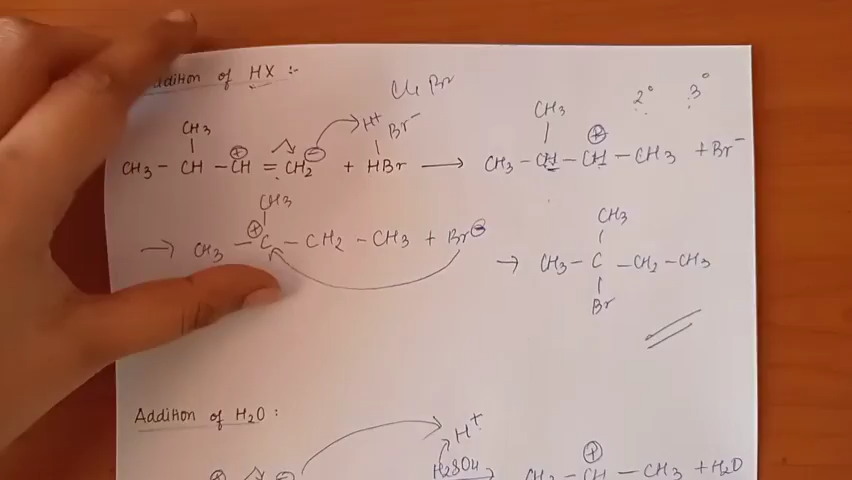 addition of HX :-
Cl, Br
2° 3°
CH3 H+ Br⁻ CH3
CH3 – CH – CH = CH2 + HBr → CH3 – CH – CH – CH3 + Br⁻
⊕ ⊖ ⊕
CH3 CH3
→ CH3 – C – CH2 – CH3 + Br⊖ → CH3 – C – CH2 – CH3
⊕ Br
Addition of H2O :
H+
H2SO4 ⊕
CH3 – CH – CH3 + H2O